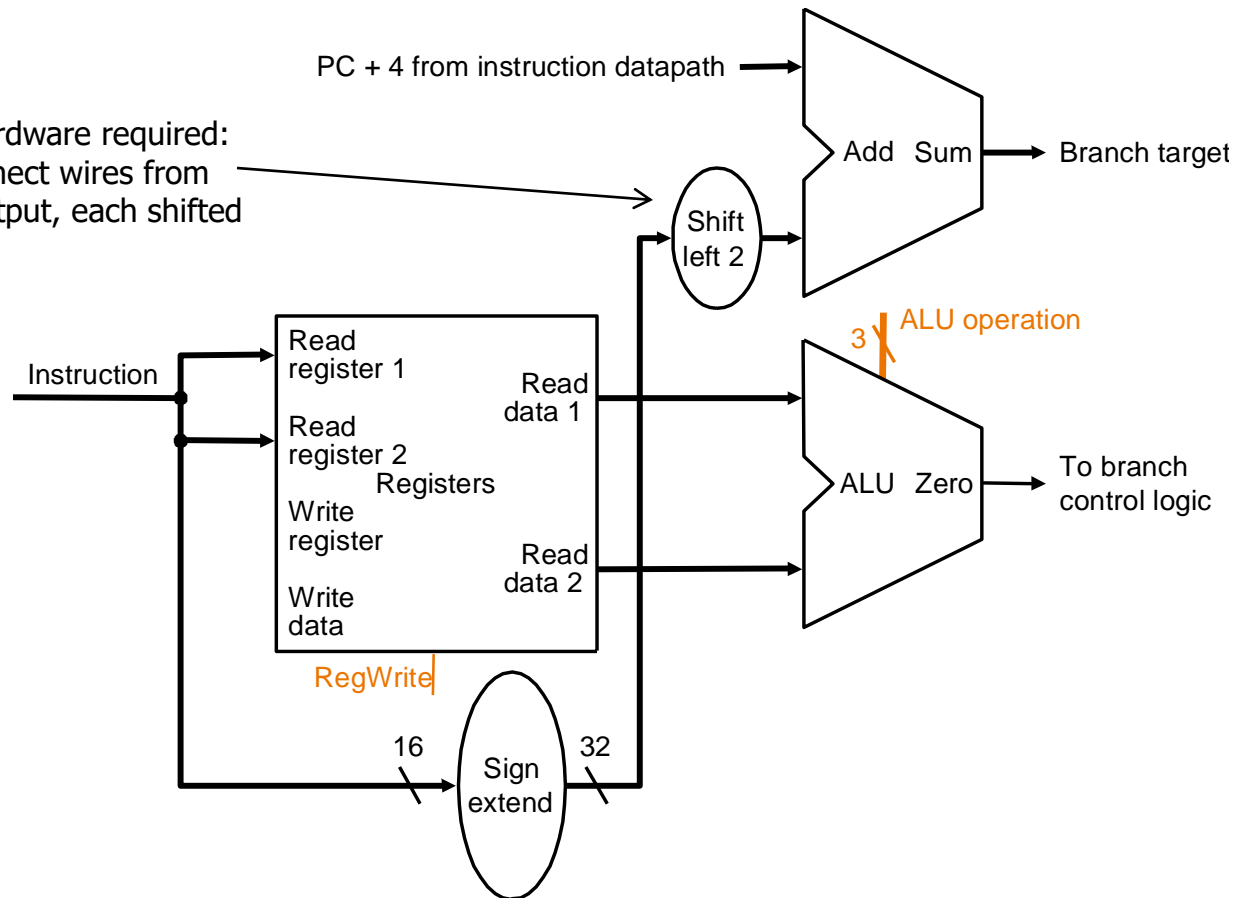 PC + 4 from instruction datapath
rdware required:
nect wires from
tput, each shifted
Add Sum
Branch target
Shift
left 2
ALU operation
3
Instruction
Read
register 1
Read
data 1
Read
register 2
Registers
ALU Zero
To branch
control logic
Write
register
Read
data 2
Write
data
RegWrite
16
32
Sign
extend